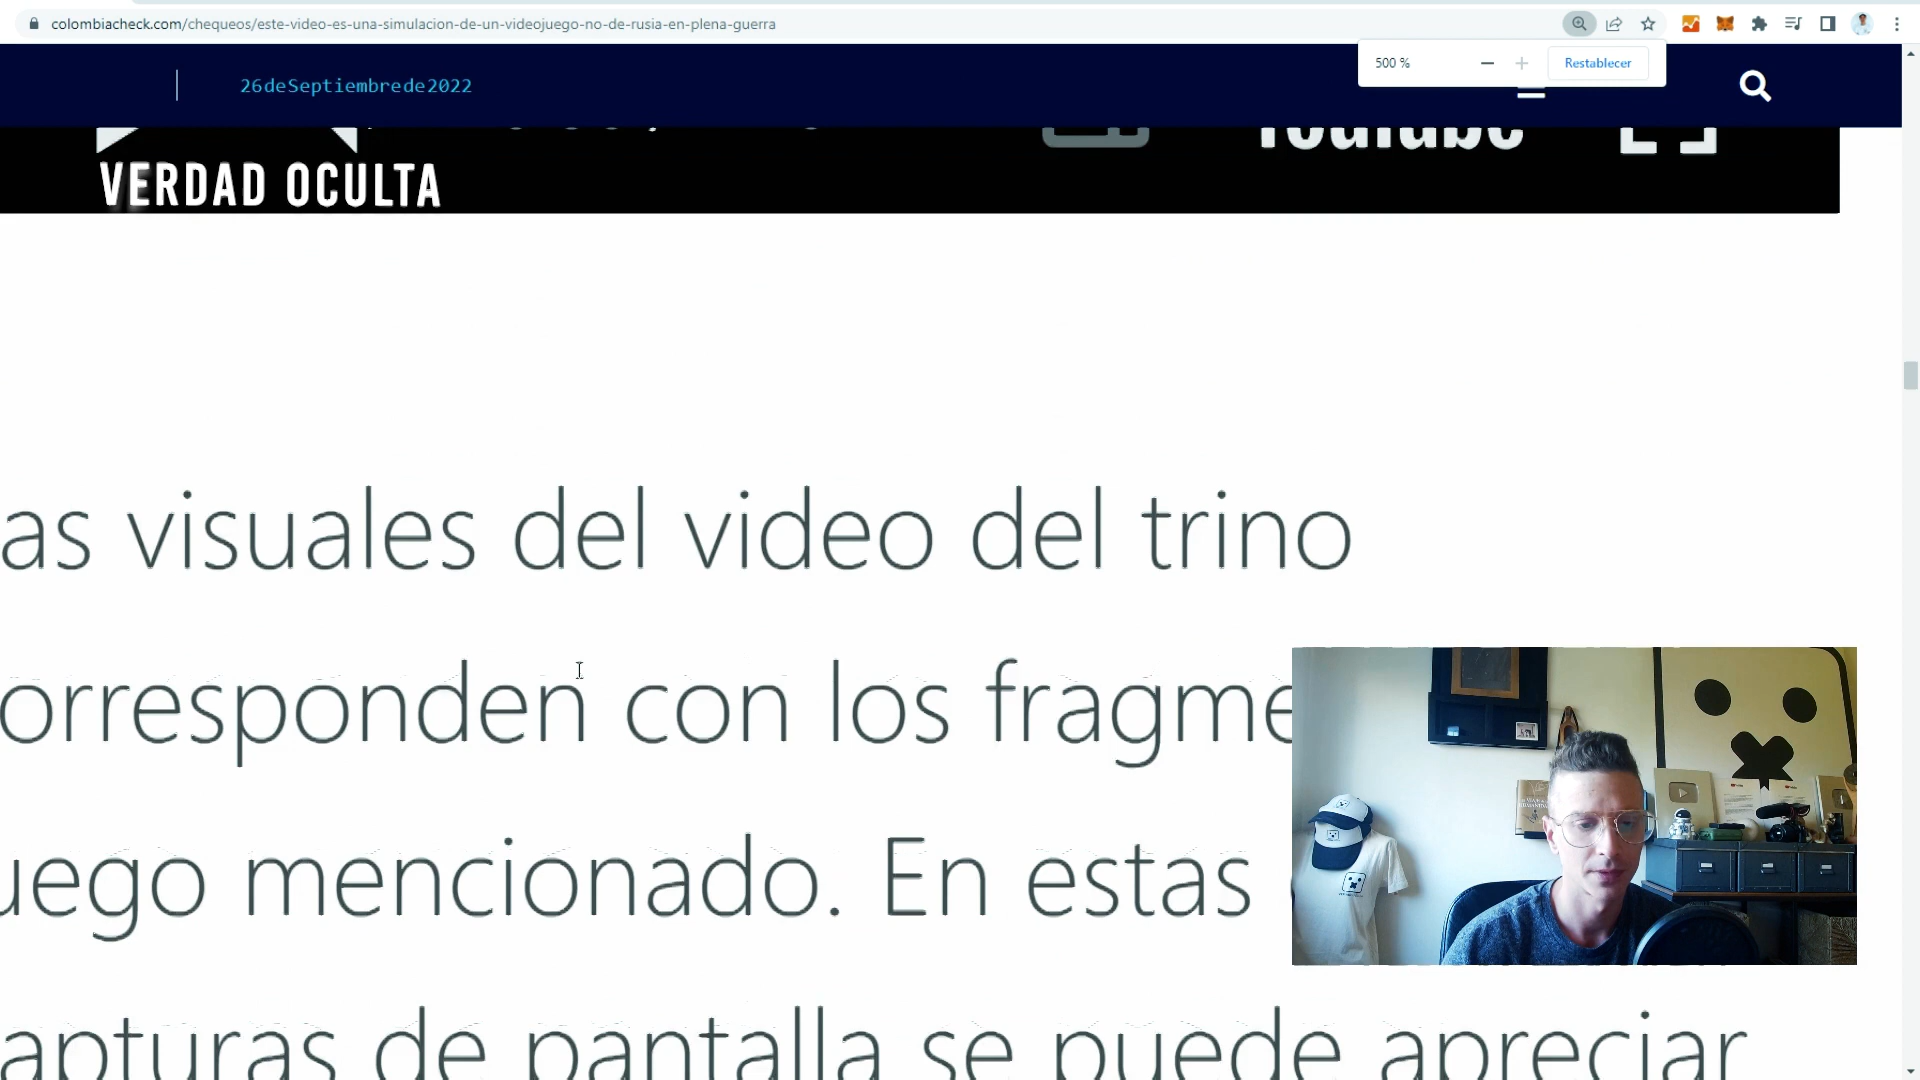 colombiacheck.com/chequeos/este-video-es-una-simulacion-de-un-videojuego-no-de-rusia-en-plena-guerra
500 %
Restablecer
26deSeptiembrede2022
YouTube
VERDAD OCULTA
as visuales del video del trino
orresponden con los fragme
uego mencionado. En estas
apturas de pantalla se puede apreciar